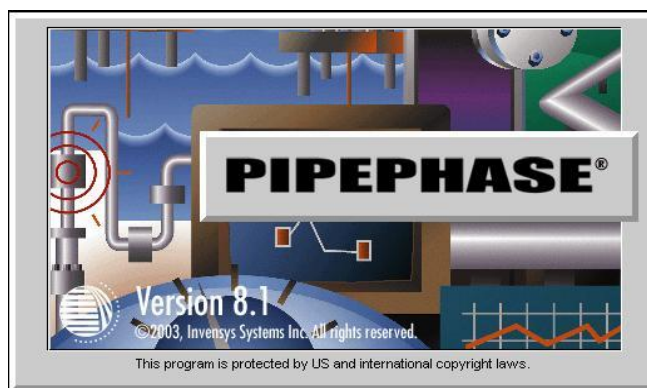 PIPEPHASE®
Version 8.1
©2003, Invensys Systems Inc. All rights reserved.
This program is protected by US and international copyright laws.